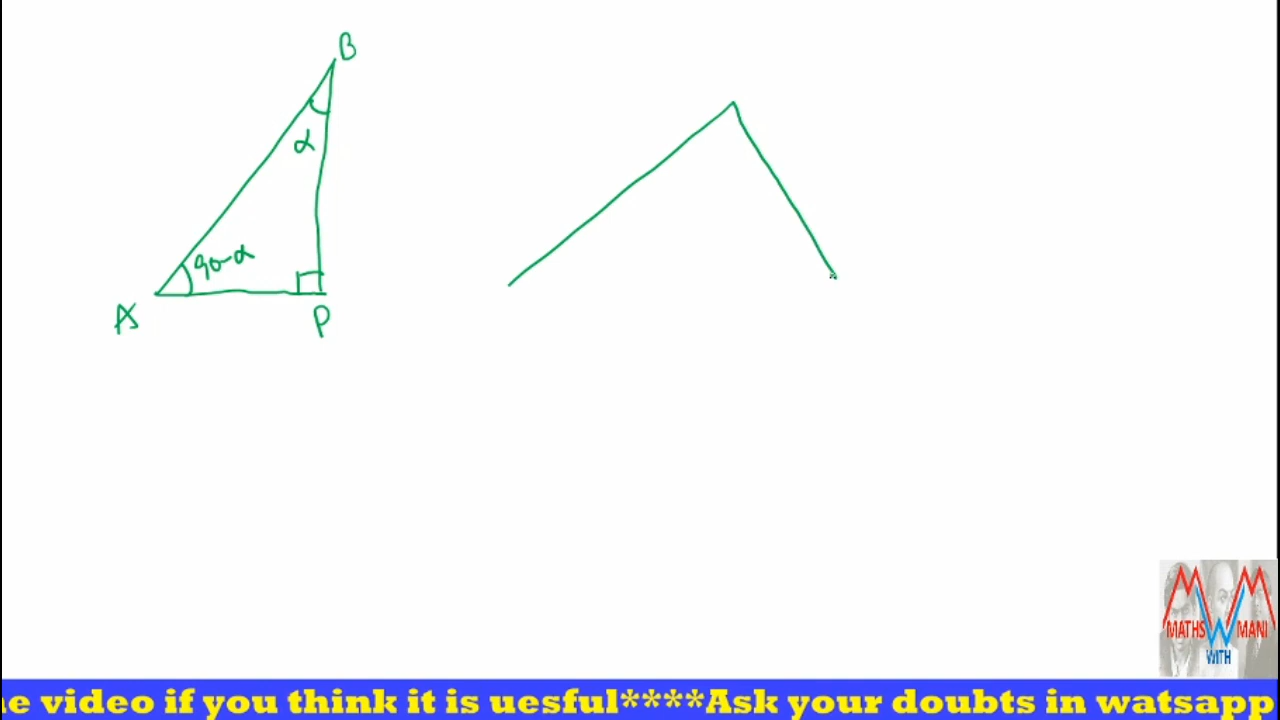 B
α
90-α
A
P
MATHS WITH MANI
e video if you think it is uesful****Ask your doubts in watsapp